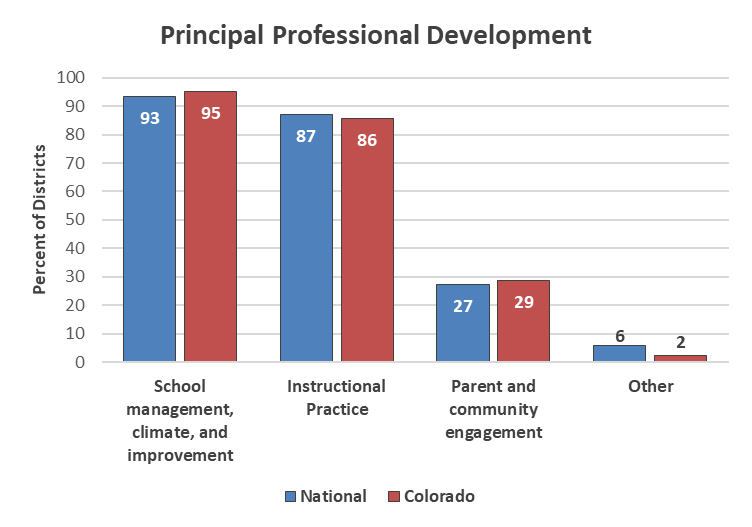 Principal Professional Development
Percent of Districts
100
90
80
70
60
50
40
30
20
10
0
93
95
87
86
27
29
6
2
School
management,
climate, and
improvement
Instructional
Practice
Parent and
community
engagement
Other
National
Colorado